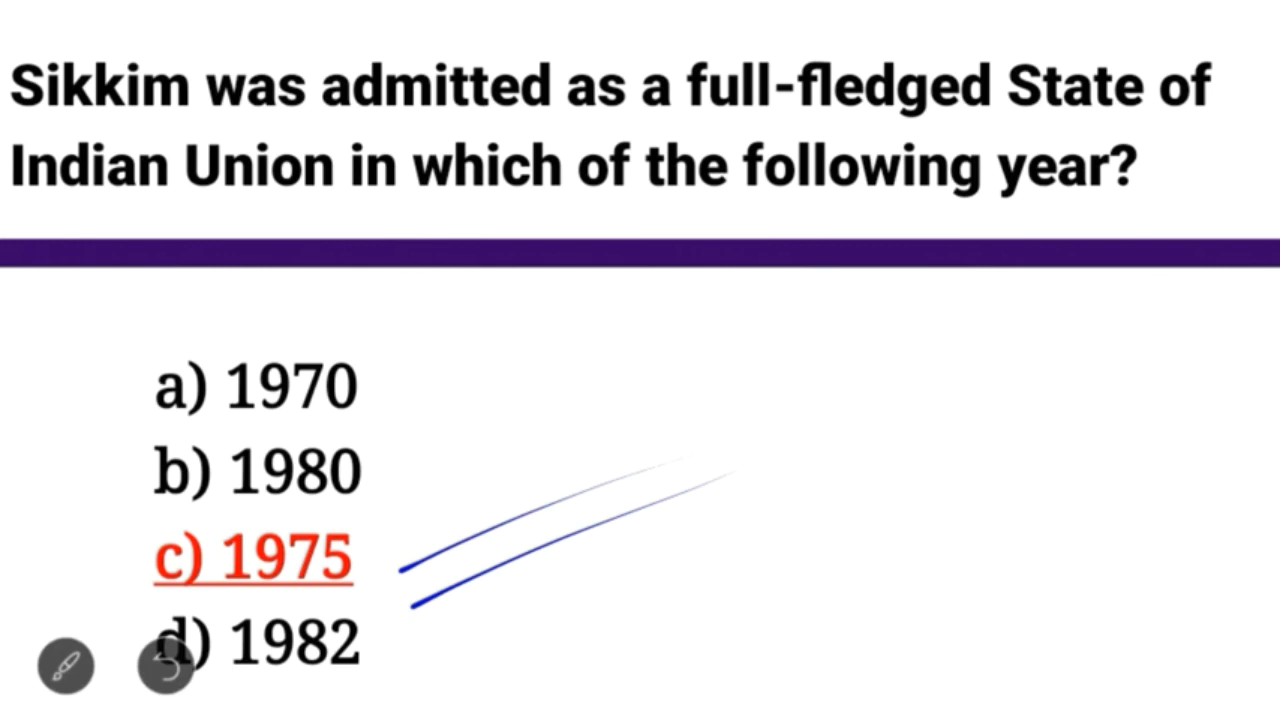 Sikkim was admitted as a full-fledged State of
Indian Union in which of the following year?
a) 1970
b) 1980
c) 1975
d) 1982